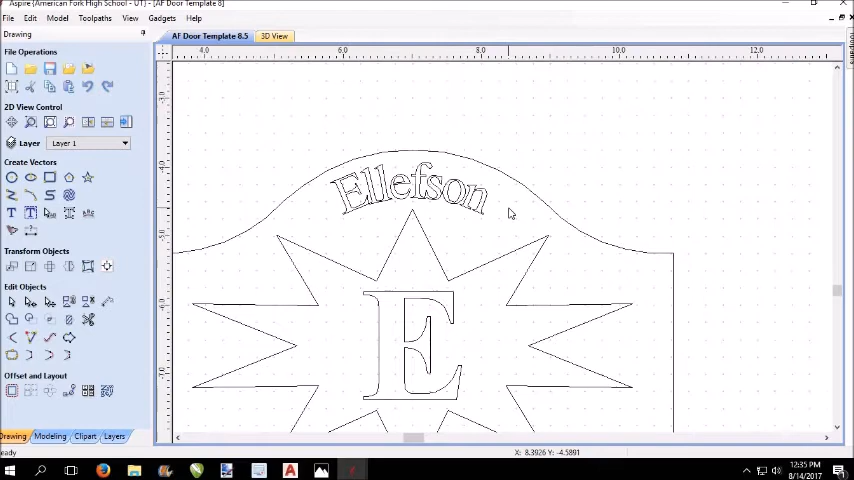 Aspire (American Fork High School - UT) - [AF Door Template 8.5]
File Edit Model Toolpaths View Gadgets Help
Drawing
AF Door Template 8.5 3D View
File Operations
4.0 6.0 8.0 10.0 12.0
2D View Control
Layer Layer 1
Create Vectors
Ellefson
Transform Objects
Edit Objects
E
Offset and Layout
Drawing Modeling Clipart Layers
X: 8.3926 Y: -4.5891
12:35 PM
8/14/2017